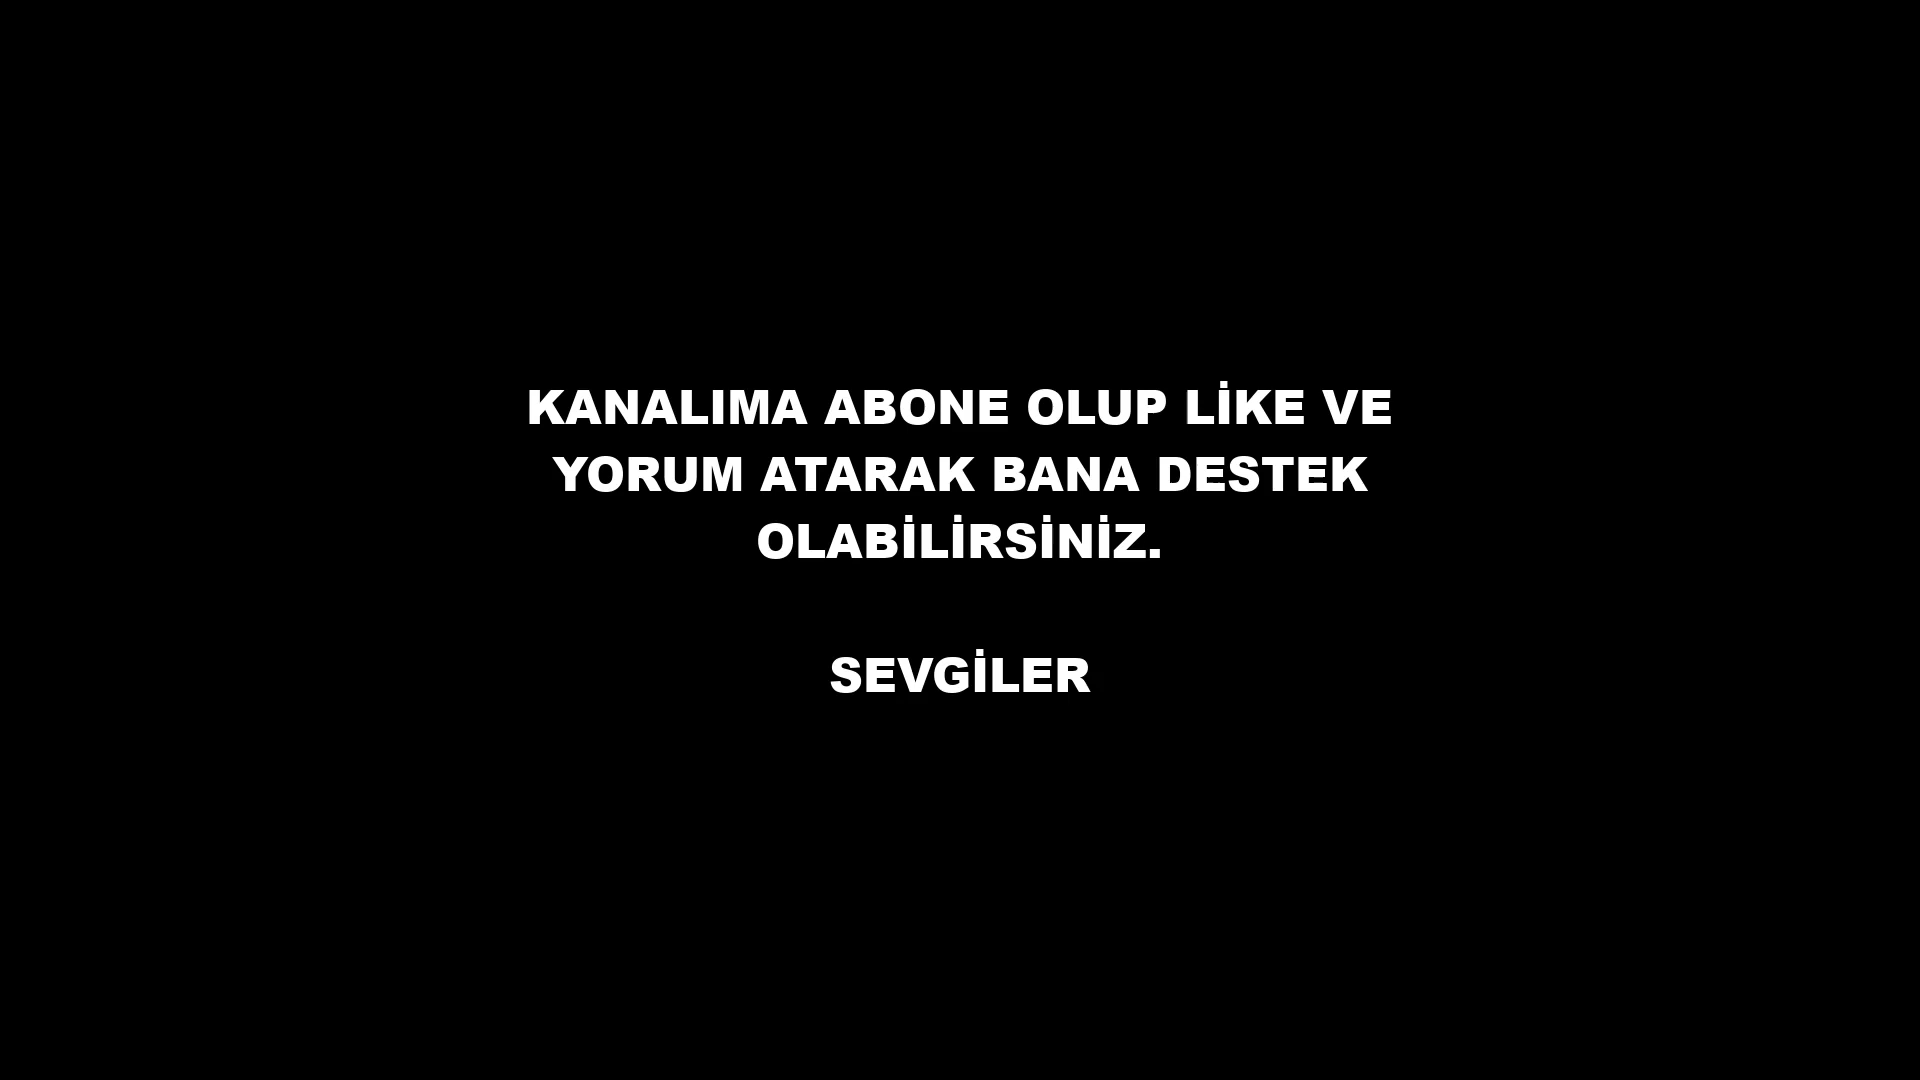 KANALIMA ABONE OLUP LİKE VE
YORUM ATARAK BANA DESTEK
OLABİLİRSİNİZ.
SEVGİLER